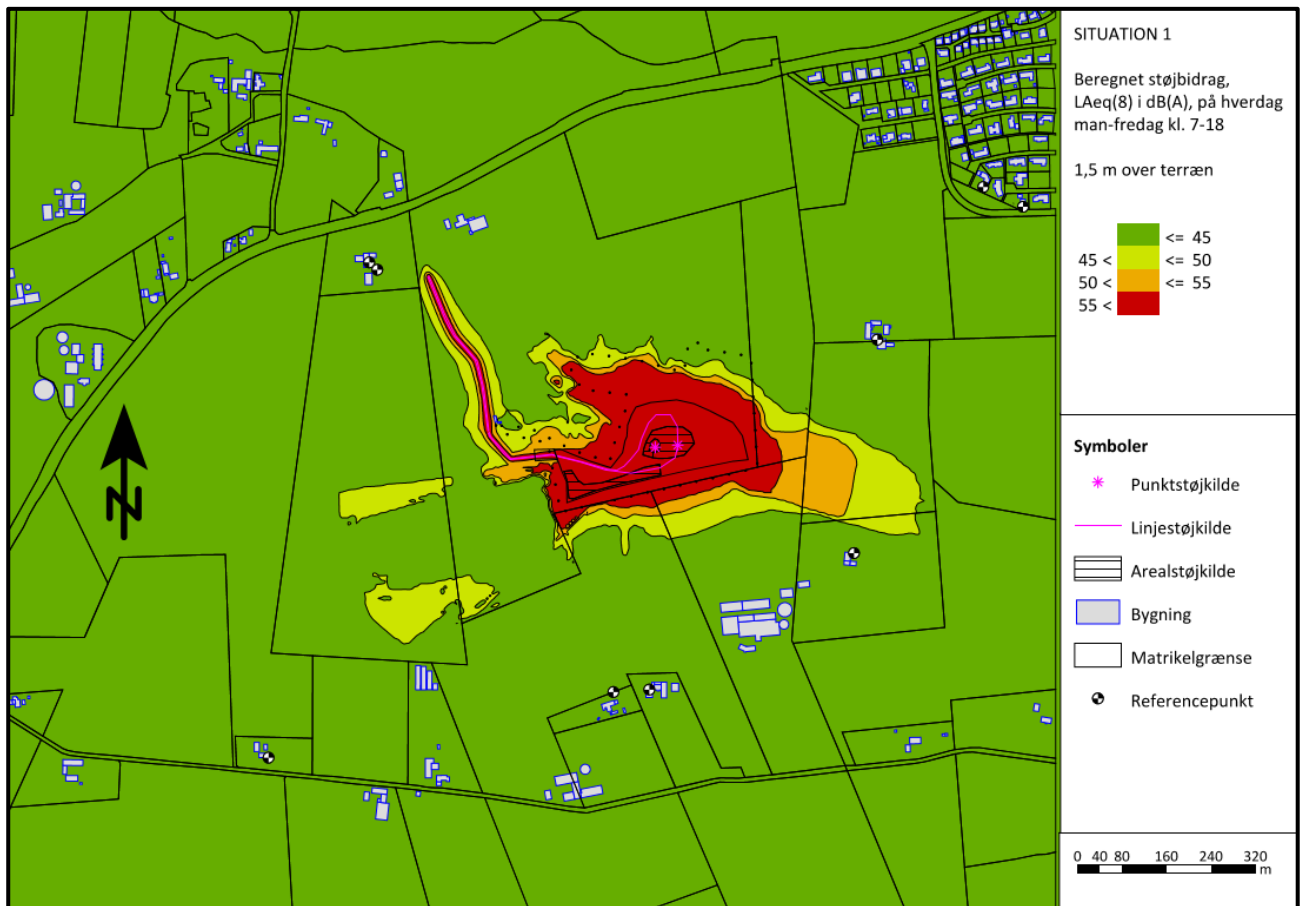 SITUATION 1
Beregnet støjbidrag,
LAeq(8) i dB(A), på hverdag
man-fredag kl. 7-18
1,5 m over terræn
<= 45
45 < <= 50
50 < <= 55
55 <
Symboler
Punktstøjkilde
Linjestøjkilde
Arealstøjkilde
Bygning
Matrikelgrænse
Referencepunkt
N
0 40 80 160 240 320
m